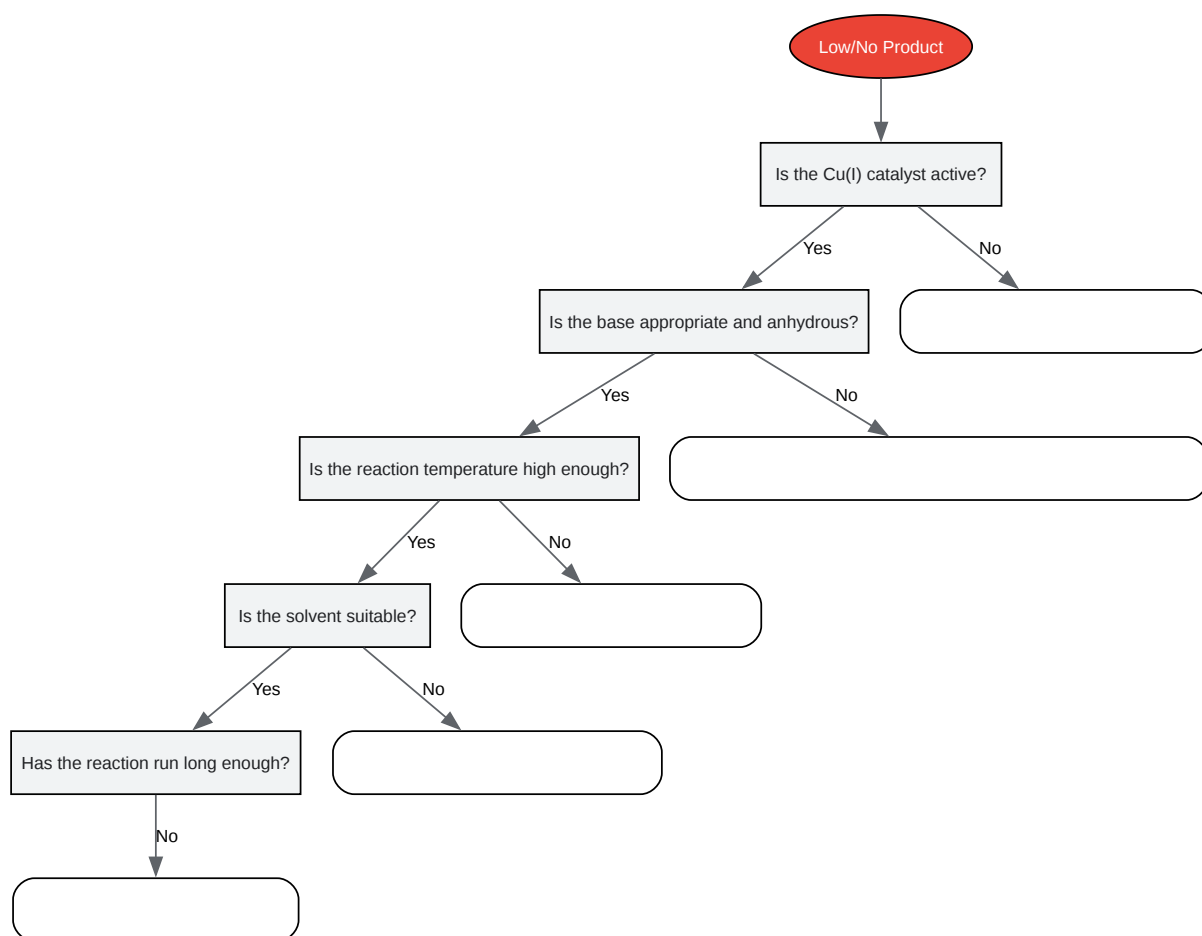 Low/No Product
Is the Cu(I) catalyst active?
Yes
No
Is the base appropriate and anhydrous?
Yes
No
Is the reaction temperature high enough?
Yes
No
Is the solvent suitable?
Yes
No
Has the reaction run long enough?
No